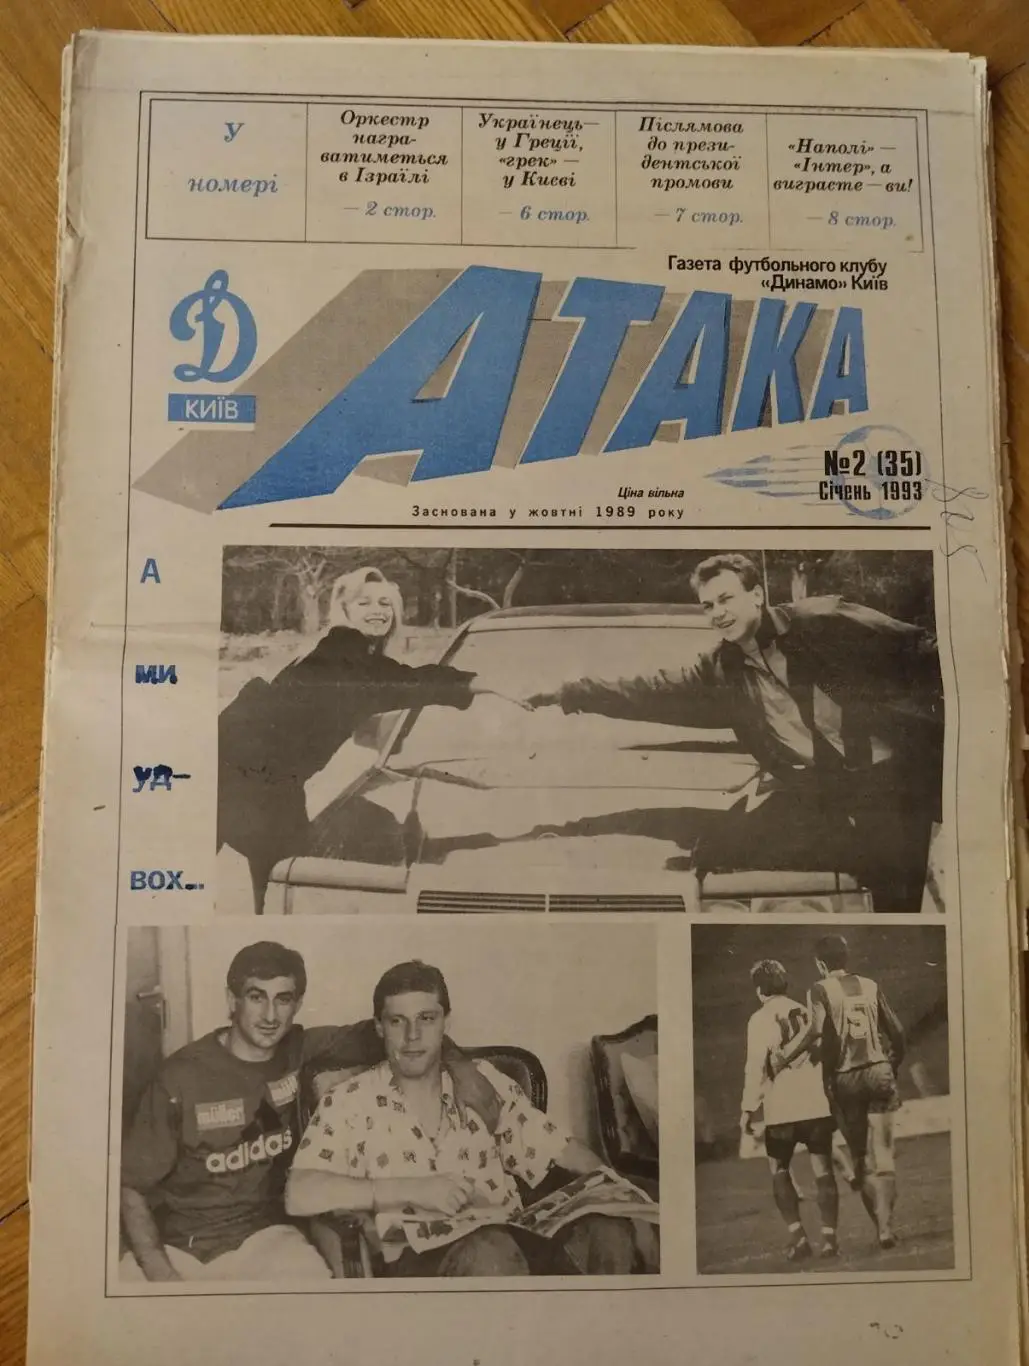 У
номері
Оркестр
награ-
ватиметься
в Ізраїлі
– 2 стор.
Українець—
у Греції,
«грек» —
у Києві
– 6 стор.
Післямова
до прези-
дентської
промови
– 7 стор.
«Наполі» —
«Інтер», а
виграєте – ви!
– 8 стор.
Газета футбольного клубу
«Динамо» Київ
Д
КИЇВ
АТАКА
№2 (35)
Січень 1993
Ціна вільна
Заснована у жовтні 1989 року
А
МИ
УД–
ВОХ...
müller
adidas
10
5